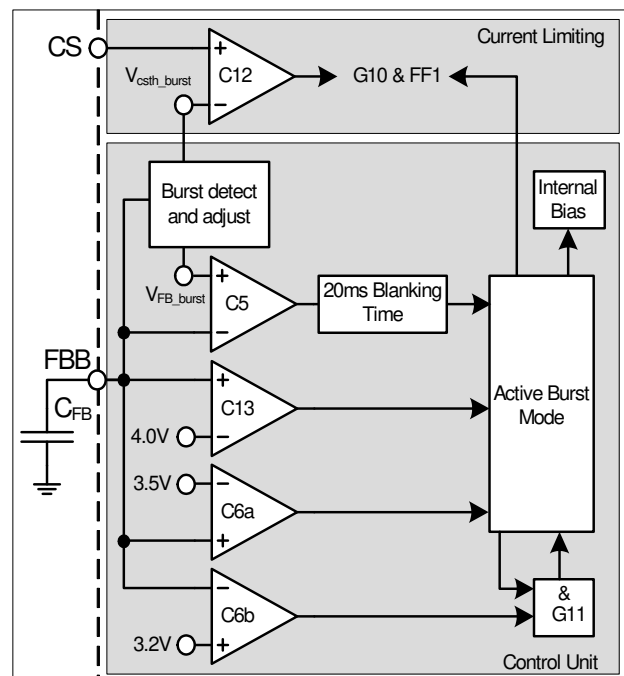 Current Limiting
CS
C12
+
−
V_csth_burst
G10 & FF1
Burst detect
and adjust
Internal
Bias
V_FB_burst
+
−
C5
20ms Blanking
Time
FBB
C_FB
+
−
C13
4.0V
Active Burst
Mode
3.5V
−
+
C6a
−
+
C6b
3.2V
&
G11
Control Unit